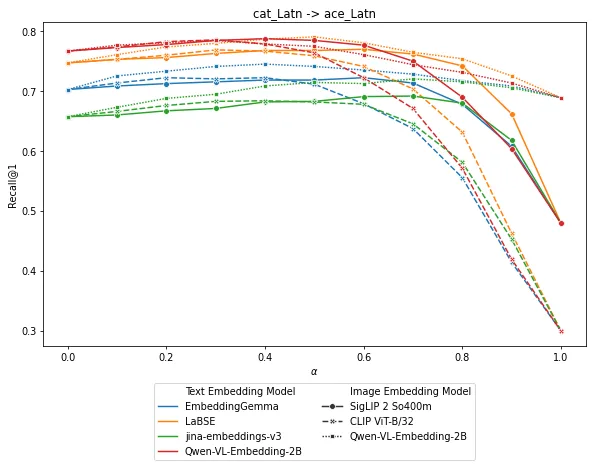 cat_Latn -> ace_Latn
Recall@1
0.8
0.7
0.6
0.5
0.4
0.3
0.0 0.2 0.4 0.6 0.8 1.0
α
Text Embedding Model
EmbeddingGemma
LaBSE
jina-embeddings-v3
Qwen-VL-Embedding-2B
Image Embedding Model
SigLIP 2 So400m
CLIP ViT-B/32
Qwen-VL-Embedding-2B